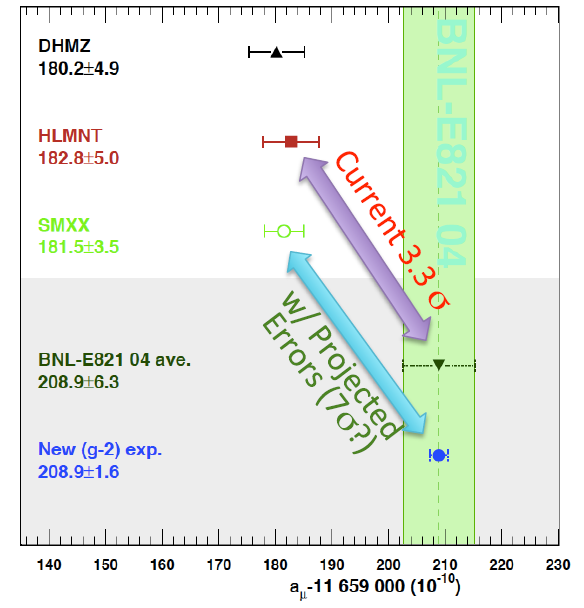 DHMZ
180.2±4.9
HLMNT
182.8±5.0
SMXX
181.5±3.5
BNL-E821 04
Current 3.3 σ
w/ Projected
Errors (7σ?)
BNL-E821 04 ave.
208.9±6.3
New (g-2) exp.
208.9±1.6
140 150 160 170 180 190 200 210 220 230
aμ-11 659 000 (10-10)